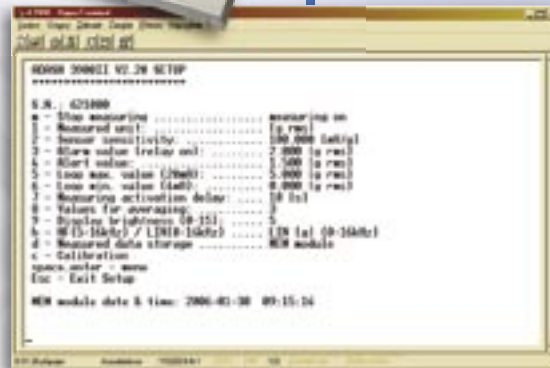 ADASH 3900II V2.20 SETUP
*************************
S.N.: 621000
m - Stop measuring ................ measuring on
1 - Measured unit: ................ [g rms]
2 - Sensor sensitivity: ........... 100.000 [mV/g]
3 - Alarm value (relay on): ....... 2.000 [g rms]
4 - Alert value: .................. 1.500 [g rms]
5 - Loop max. value (20mA): ....... 5.000 [g rms]
6 - Loop min. value (4mA): ........ 0.000 [g rms]
7 - Measuring activation delay: ... 10 [s]
8 - Values for averaging: ......... 3
9 - Display brightness [0-15]: .... 5
h - HF(5-16kHz) / LIN(0-16kHz) .... LIN [a] (0-16kHz)
d - Measured data storage ......... MEM module
c - Calibration
space,enter - menu
Esc - Exit Setup
MEM module date & time: 2006-01-30 09:15:16